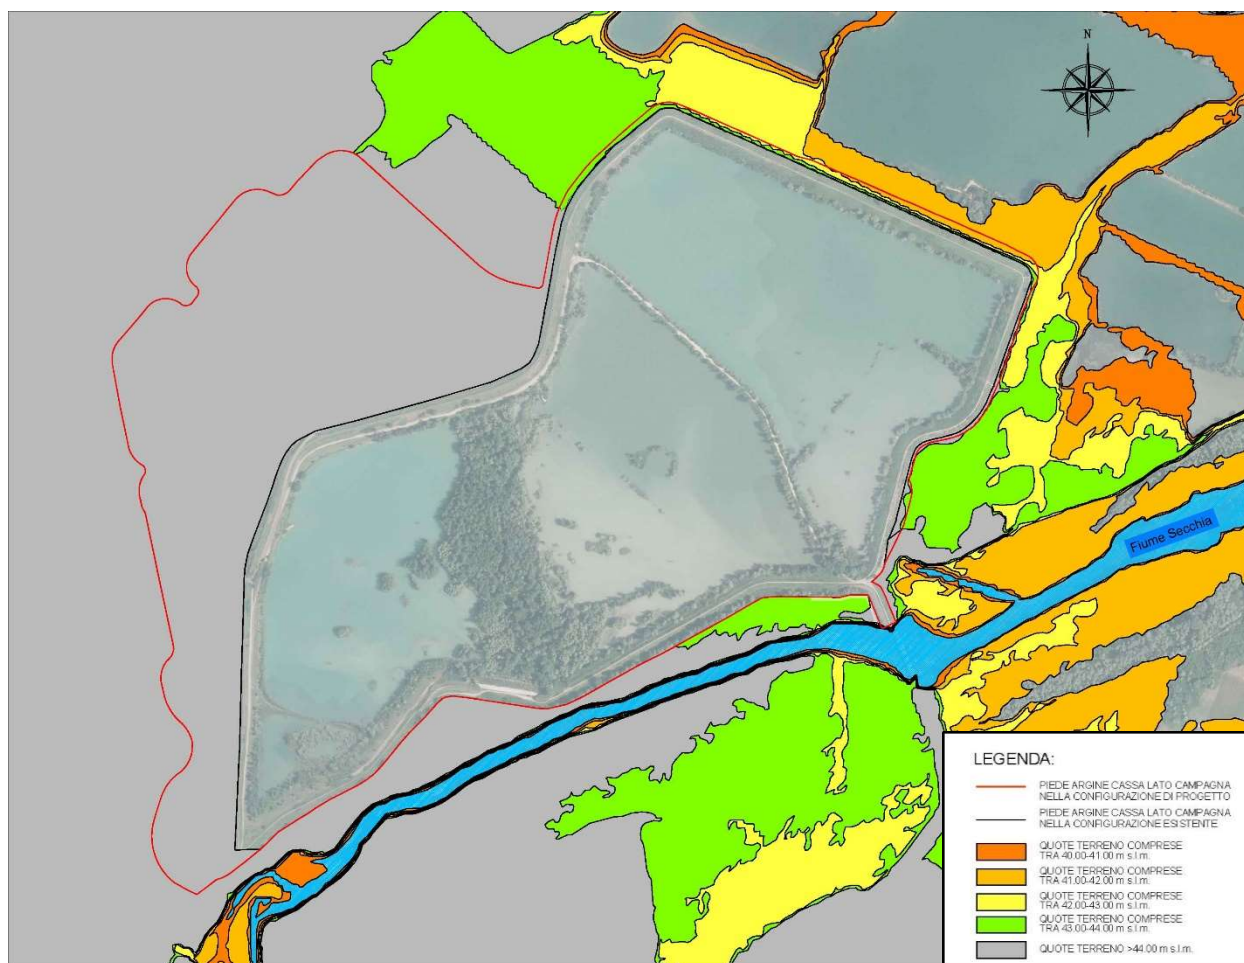 N
Fiume Secchia
LEGENDA:
PIEDE ARGINE CASSA LATO CAMPAGNA
NELLA CONFIGURAZIONE DI PROGETTO
PIEDE ARGINE CASSA LATO CAMPAGNA
NELLA CONFIGURAZIONE ESISTENTE
QUOTE TERRENO COMPRESE
TRA 40.00-41.00 m s.l.m.
QUOTE TERRENO COMPRESE
TRA 41.00-42.00 m s.l.m.
QUOTE TERRENO COMPRESE
TRA 42.00-43.00 m s.l.m.
QUOTE TERRENO COMPRESE
TRA 43.00-44.00 m s.l.m.
QUOTE TERRENO >44.00 m s.l.m.